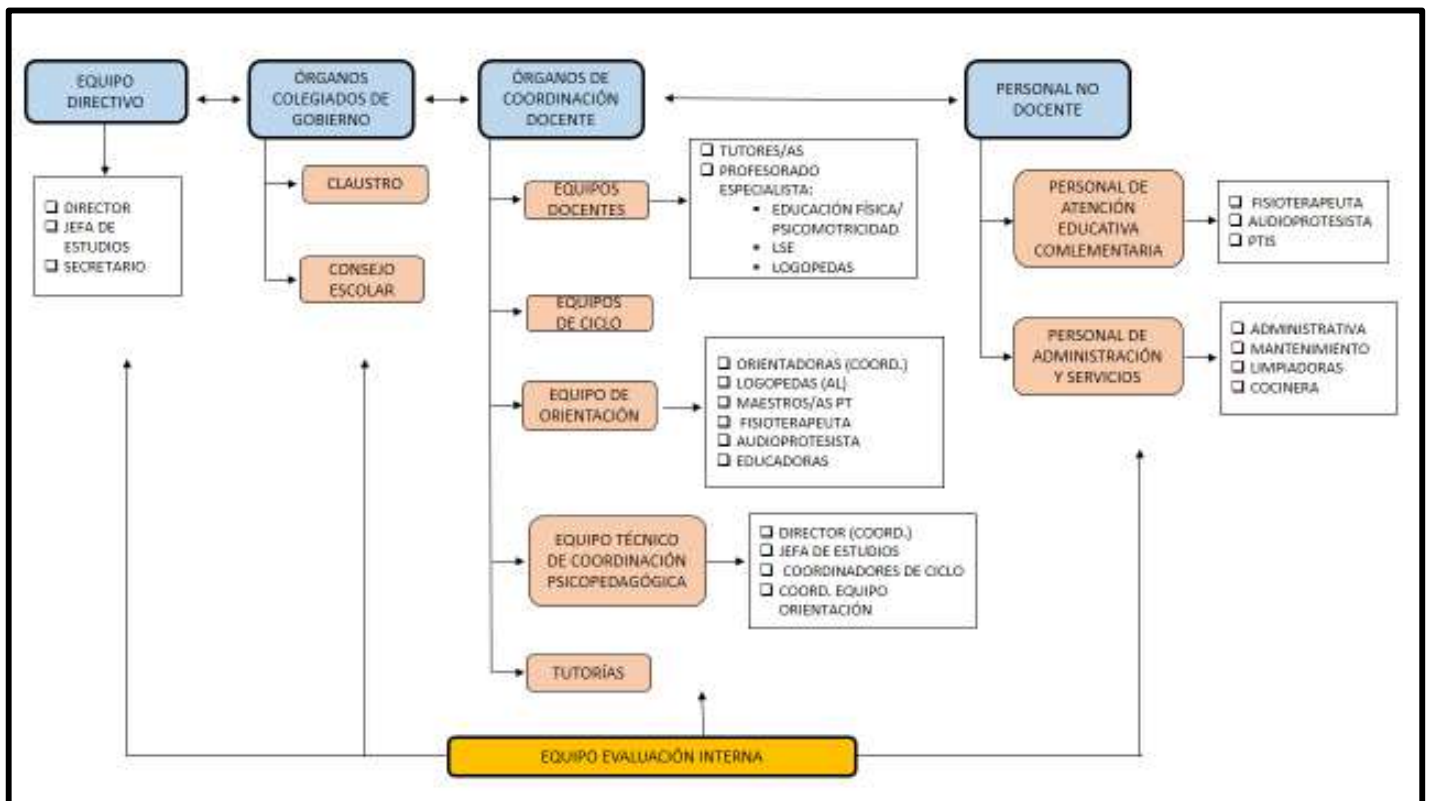 EQUIPO
DIRECTIVO
❑ DIRECTOR
❑ JEFA DE
ESTUDIOS
❑ SECRETARIO
ÓRGANOS
COLEGIADOS DE
GOBIERNO
CLAUSTRO
CONSEJO
ESCOLAR
ÓRGANOS DE
COORDINACIÓN
DOCENTE
EQUIPOS
DOCENTES
❑ TUTORES/AS
❑ PROFESORADO
ESPECIALISTA:
• EDUCACIÓN FÍSICA/
PSICOMOTRICIDAD
• LSE
• LOGOPEDAS
EQUIPOS
DE CICLO
EQUIPO DE
ORIENTACIÓN
❑ ORIENTADORAS (COORD.)
❑ LOGOPEDAS (AL)
❑ MAESTROS/AS PT
❑ FISIOTERAPEUTA
❑ AUDIOPROTESISTA
❑ EDUCADORAS
EQUIPO TÉCNICO
DE COORDINACIÓN
PSICOPEDAGÓGICA
❑ DIRECTOR (COORD.)
❑ JEFA DE ESTUDIOS
❑ COORDINADORES DE CICLO
❑ COORD. EQUIPO
ORIENTACIÓN
TUTORÍAS
PERSONAL NO
DOCENTE
PERSONAL DE
ATENCIÓN
EDUCATIVA
COMLEMENTARIA
❑ FISIOTERAPEUTA
❑ AUDIOPROTESISTA
❑ PTIS
PERSONAL DE
ADMINISTRACIÓN
Y SERVICIOS
❑ ADMINISTRATIVA
❑ MANTENIMIENTO
❑ LIMPIADORAS
❑ COCINERA
EQUIPO EVALUACIÓN INTERNA